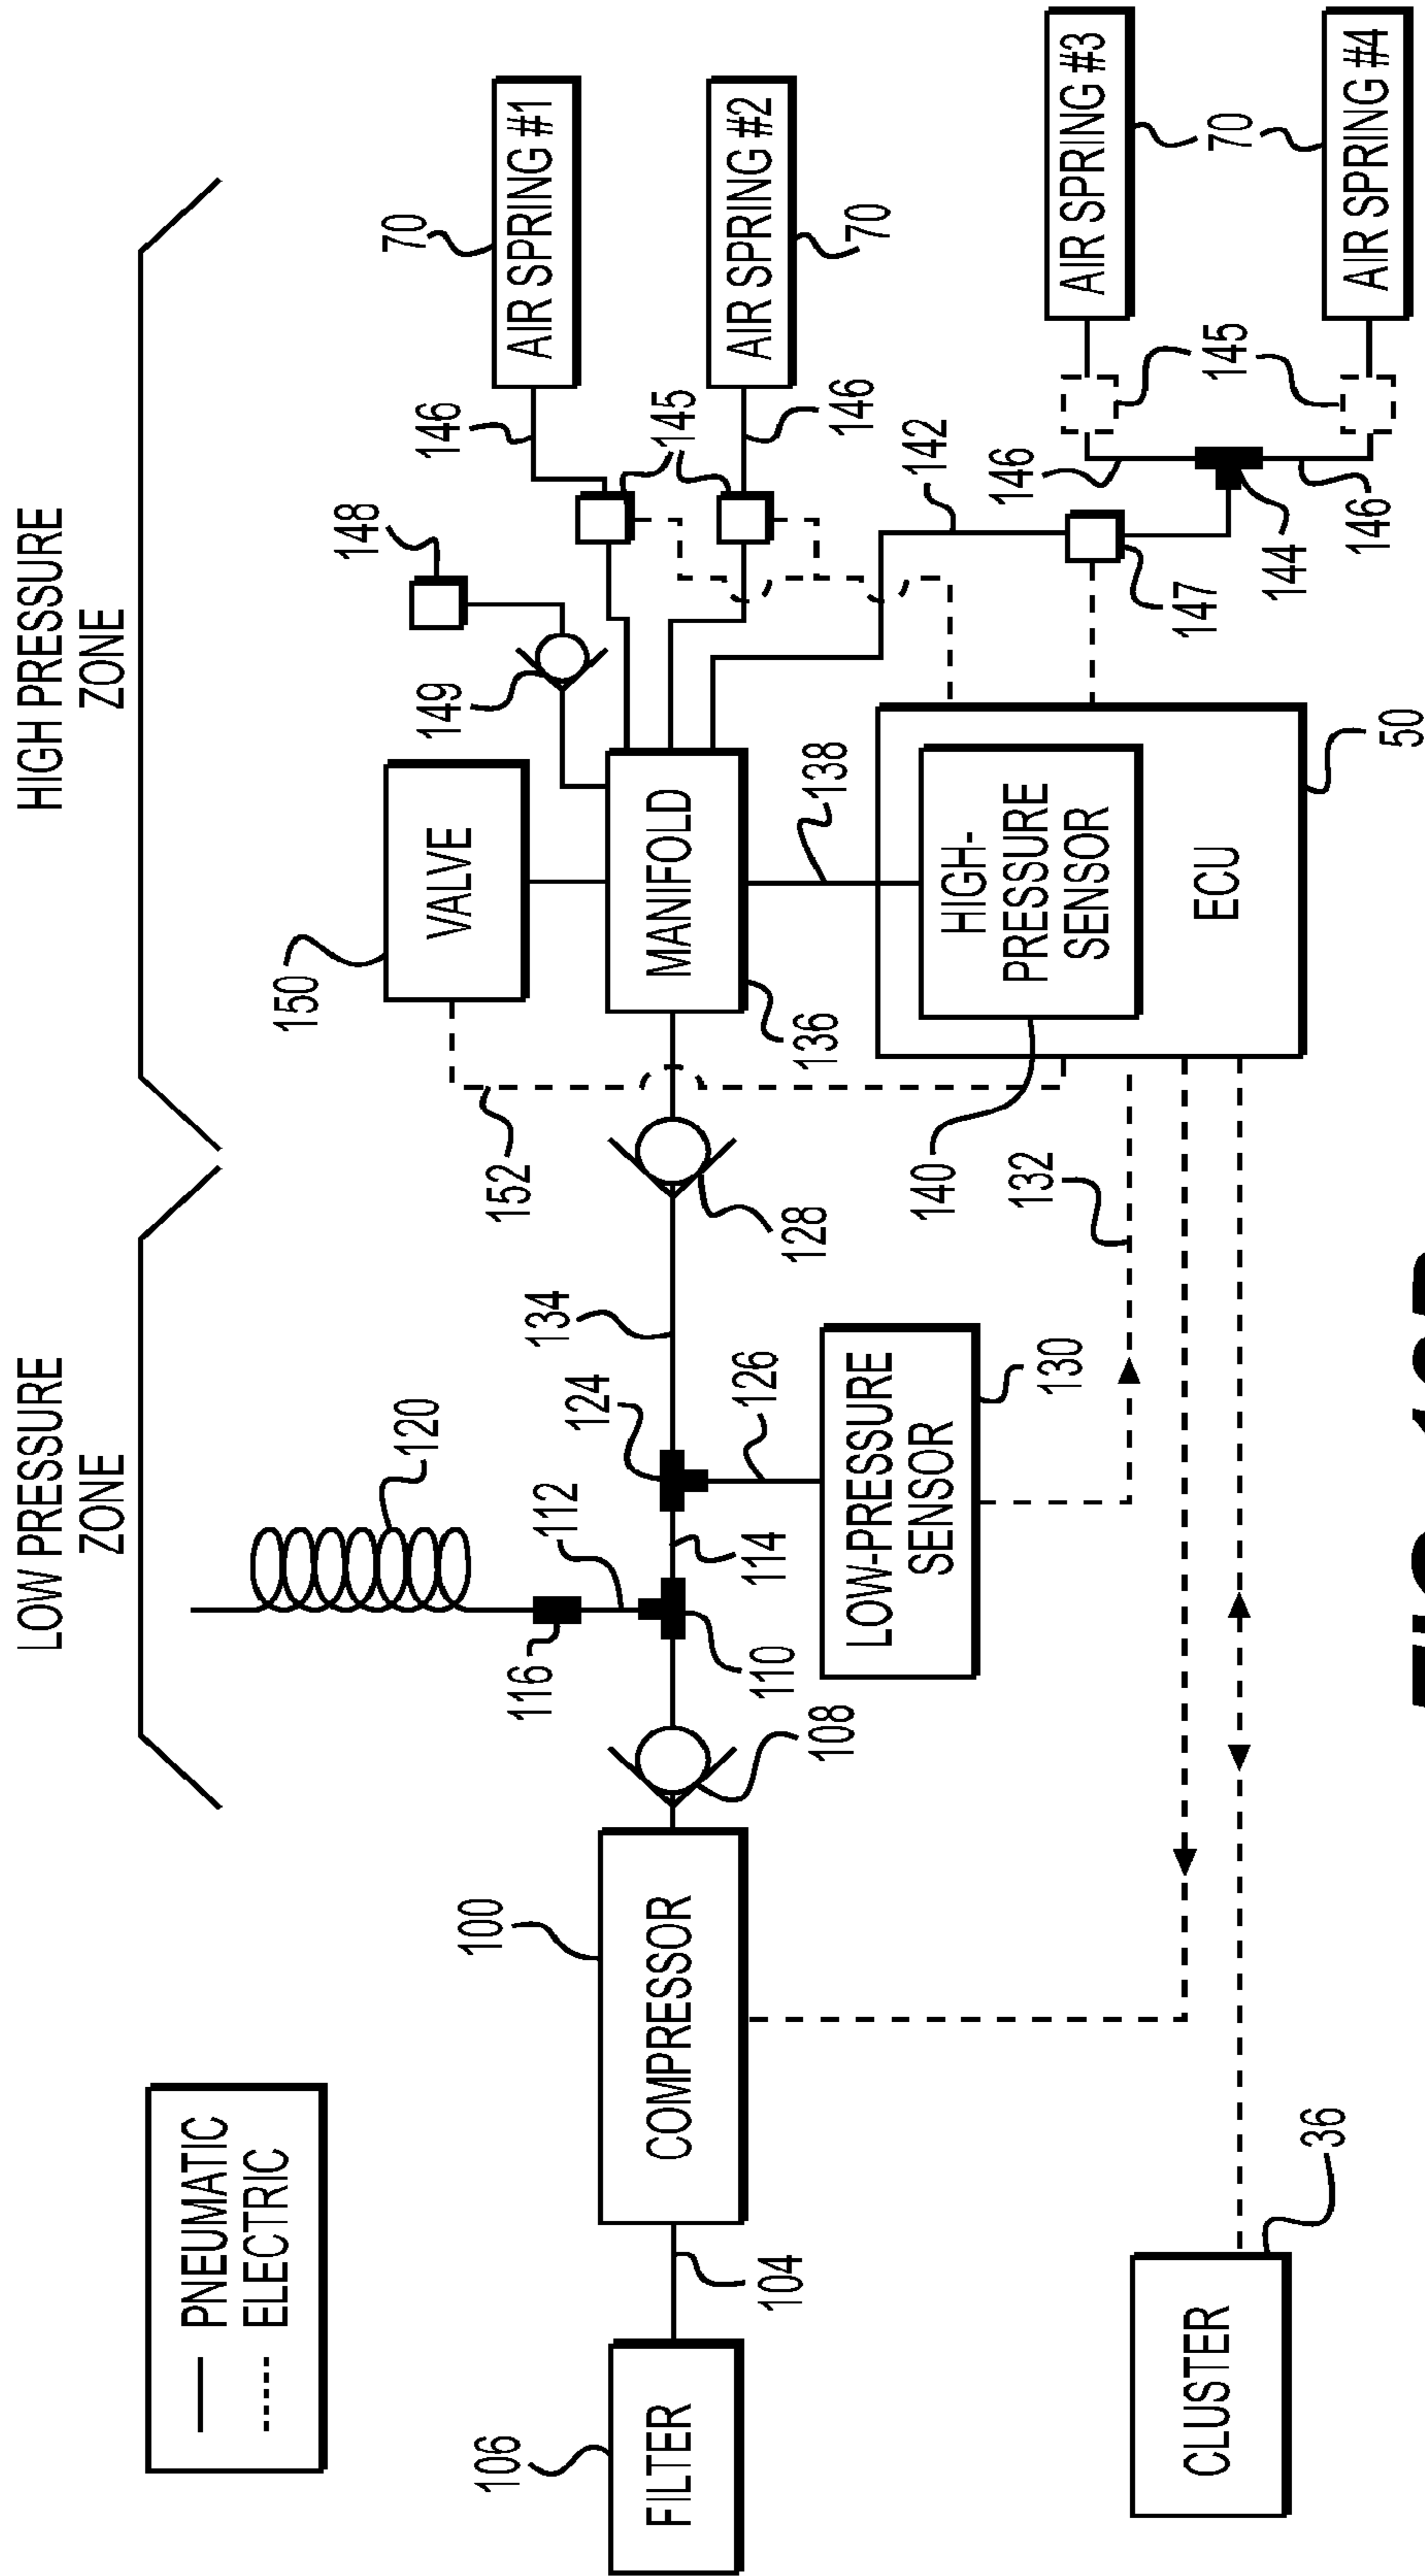 LOW PRESSURE
ZONE
HIGH PRESSURE
ZONE
PNEUMATIC
ELECTRIC
120
148
70
AIR SPRING #1
146
149
150
VALVE
116
112
124
134
152
145
AIR SPRING #2
70
146
106
FILTER
104
100
COMPRESSOR
108
110
114
126
128
MANIFOLD
136
138
142
LOW-PRESSURE
SENSOR
130
132
140
HIGH-
PRESSURE
SENSOR
ECU
50
147
144
146
146
145
AIR SPRING #3
70
AIR SPRING #4
CLUSTER
36